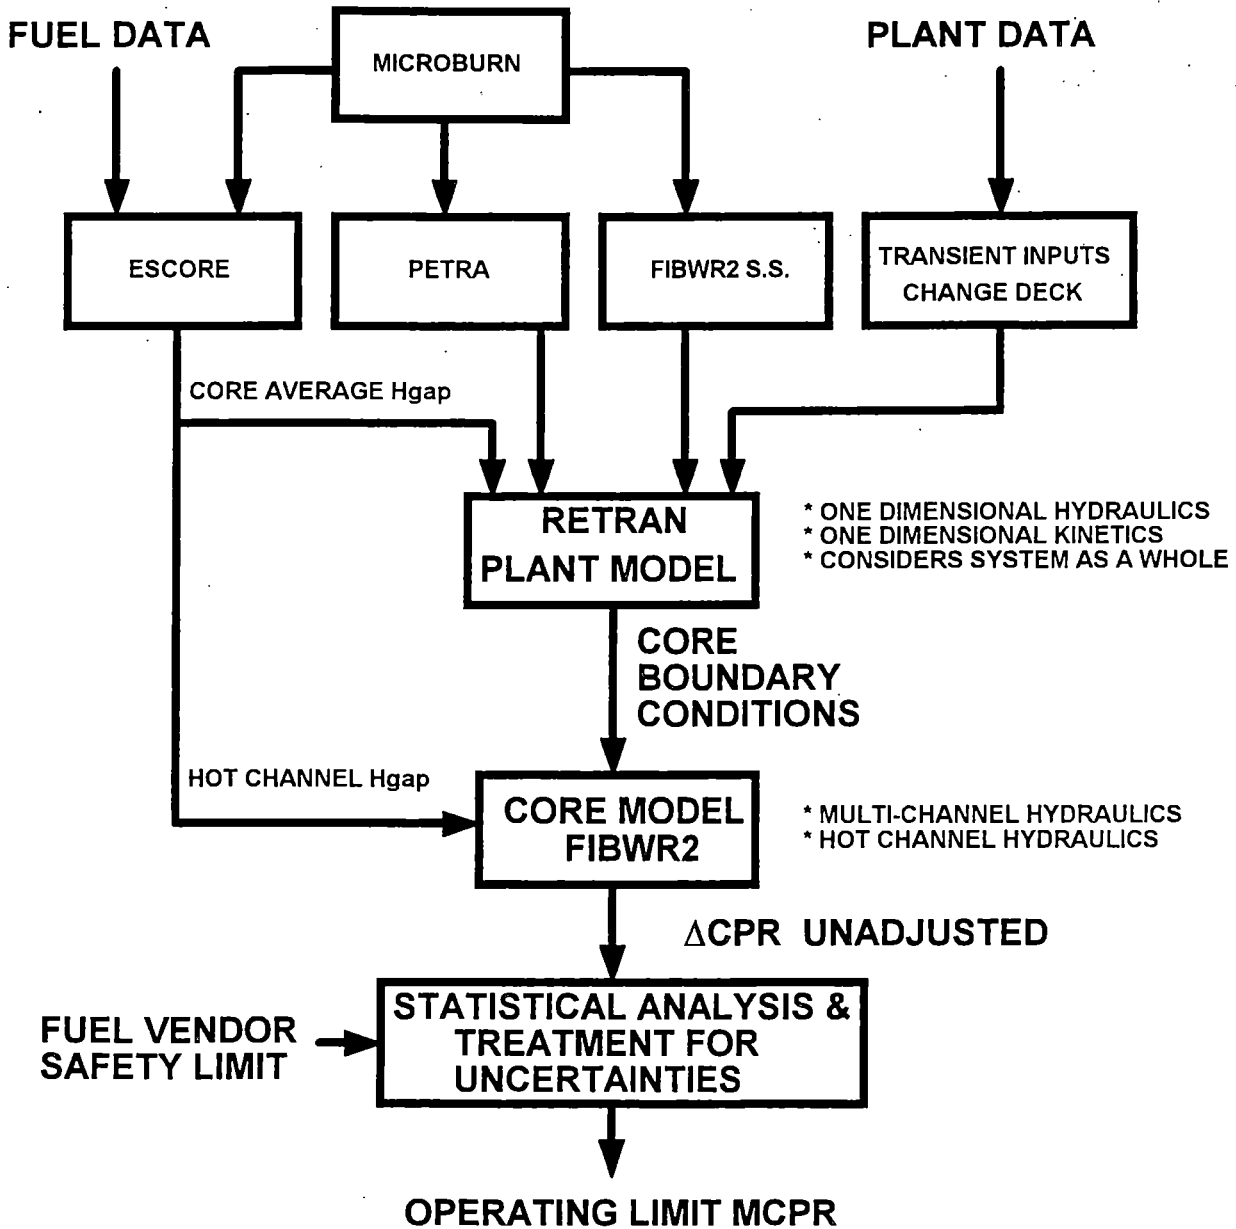 FUEL DATA
MICROBURN
PLANT DATA
ESCORE
PETRA
FIBWR2 S.S.
TRANSIENT INPUTS
CHANGE DECK
CORE AVERAGE Hgap
RETRAN
PLANT MODEL
* ONE DIMENSIONAL HYDRAULICS
* ONE DIMENSIONAL KINETICS
* CONSIDERS SYSTEM AS A WHOLE
CORE
BOUNDARY
CONDITIONS
HOT CHANNEL Hgap
CORE MODEL
FIBWR2
* MULTI-CHANNEL HYDRAULICS
* HOT CHANNEL HYDRAULICS
ΔCPR UNADJUSTED
FUEL VENDOR
SAFETY LIMIT
STATISTICAL ANALYSIS &
TREATMENT FOR
UNCERTAINTIES
OPERATING LIMIT MCPR